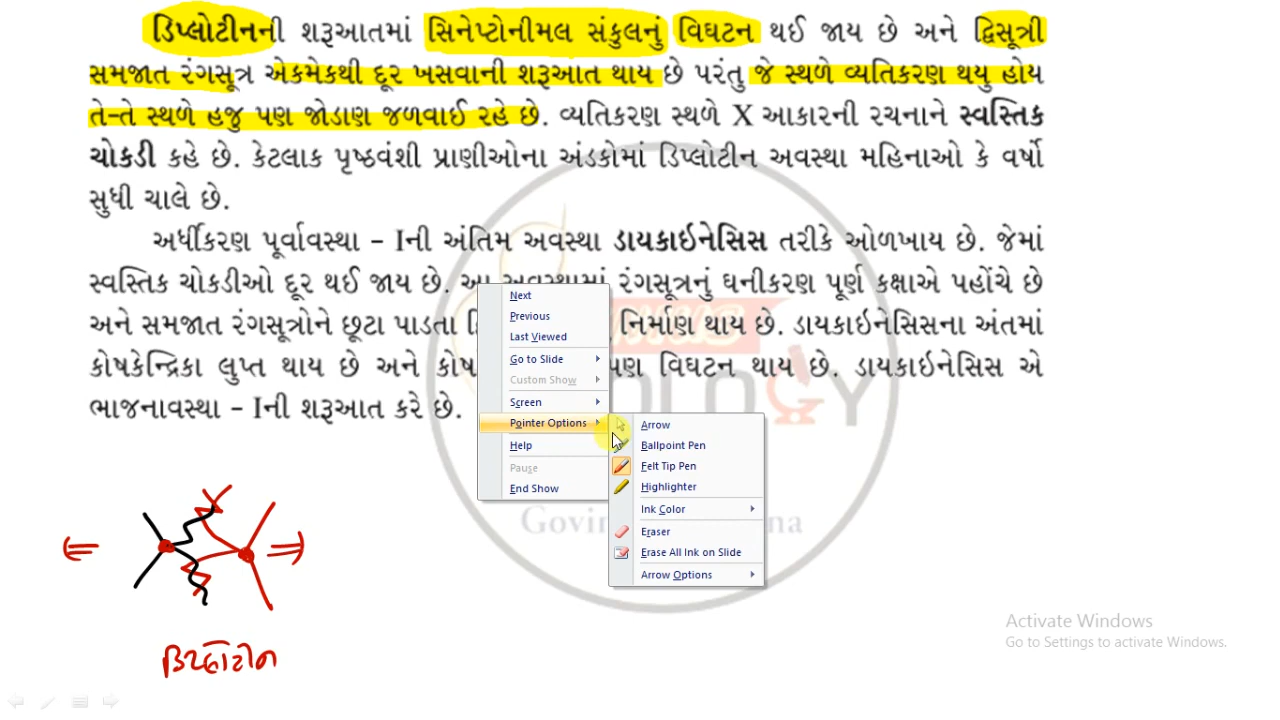 ડિપ્લોટીનની શરૂઆતમાં સિનેપ્ટોનીમલ સંકુલનું વિઘટન થઈ જાય છે અને દ્વિસૂત્રી
સમજાત રંગસૂત્ર એકમેકથી દૂર ખસવાની શરૂઆત થાય છે પરંતુ જે સ્થળે વ્યતિકરણ થયુ હોય
તે-તે સ્થળે હજુ પણ જોડાણ જળવાઈ રહે છે. વ્યતિકરણ સ્થળે X આકારની રચનાને સ્વસ્તિક
ચોકડી કહે છે. કેટલાક પૃષ્ઠવંશી પ્રાણીઓના અંડકોમાં ડિપ્લોટીન અવસ્થા મહિનાઓ કે વર્ષો
સુધી ચાલે છે.
અર્ધીકરણ પૂર્વાવસ્થા – Iની અંતિમ અવસ્થા ડાયકાઇનેસિસ તરીકે ઓળખાય છે. જેમાં
સ્વસ્તિક ચોકડીઓ દૂર થઈ જાય છે. આ અવસ્થામાં રંગસૂત્રનું ઘનીકરણ પૂર્ણ કક્ષાએ પહોંચે છે
અને સમજાત રંગસૂત્રોને છૂટા પાડતા નિર્માણ થાય છે. ડાયકાઇનેસિસના અંતમાં
કોષકેન્દ્રિકા લુપ્ત થાય છે અને પણ વિઘટન થાય છે. ડાયકાઇનેસિસ એ
ભાજનાવસ્થા – Iની શરૂઆત કરે છે.
Next
Previous
Last Viewed
Go to Slide
Custom Show
Screen
Pointer Options
Help
Pause
End Show
Arrow
Ballpoint Pen
Felt Tip Pen
Highlighter
Ink Color
Eraser
Erase All Ink on Slide
Arrow Options
Activate Windows
Go to Settings to activate Windows.